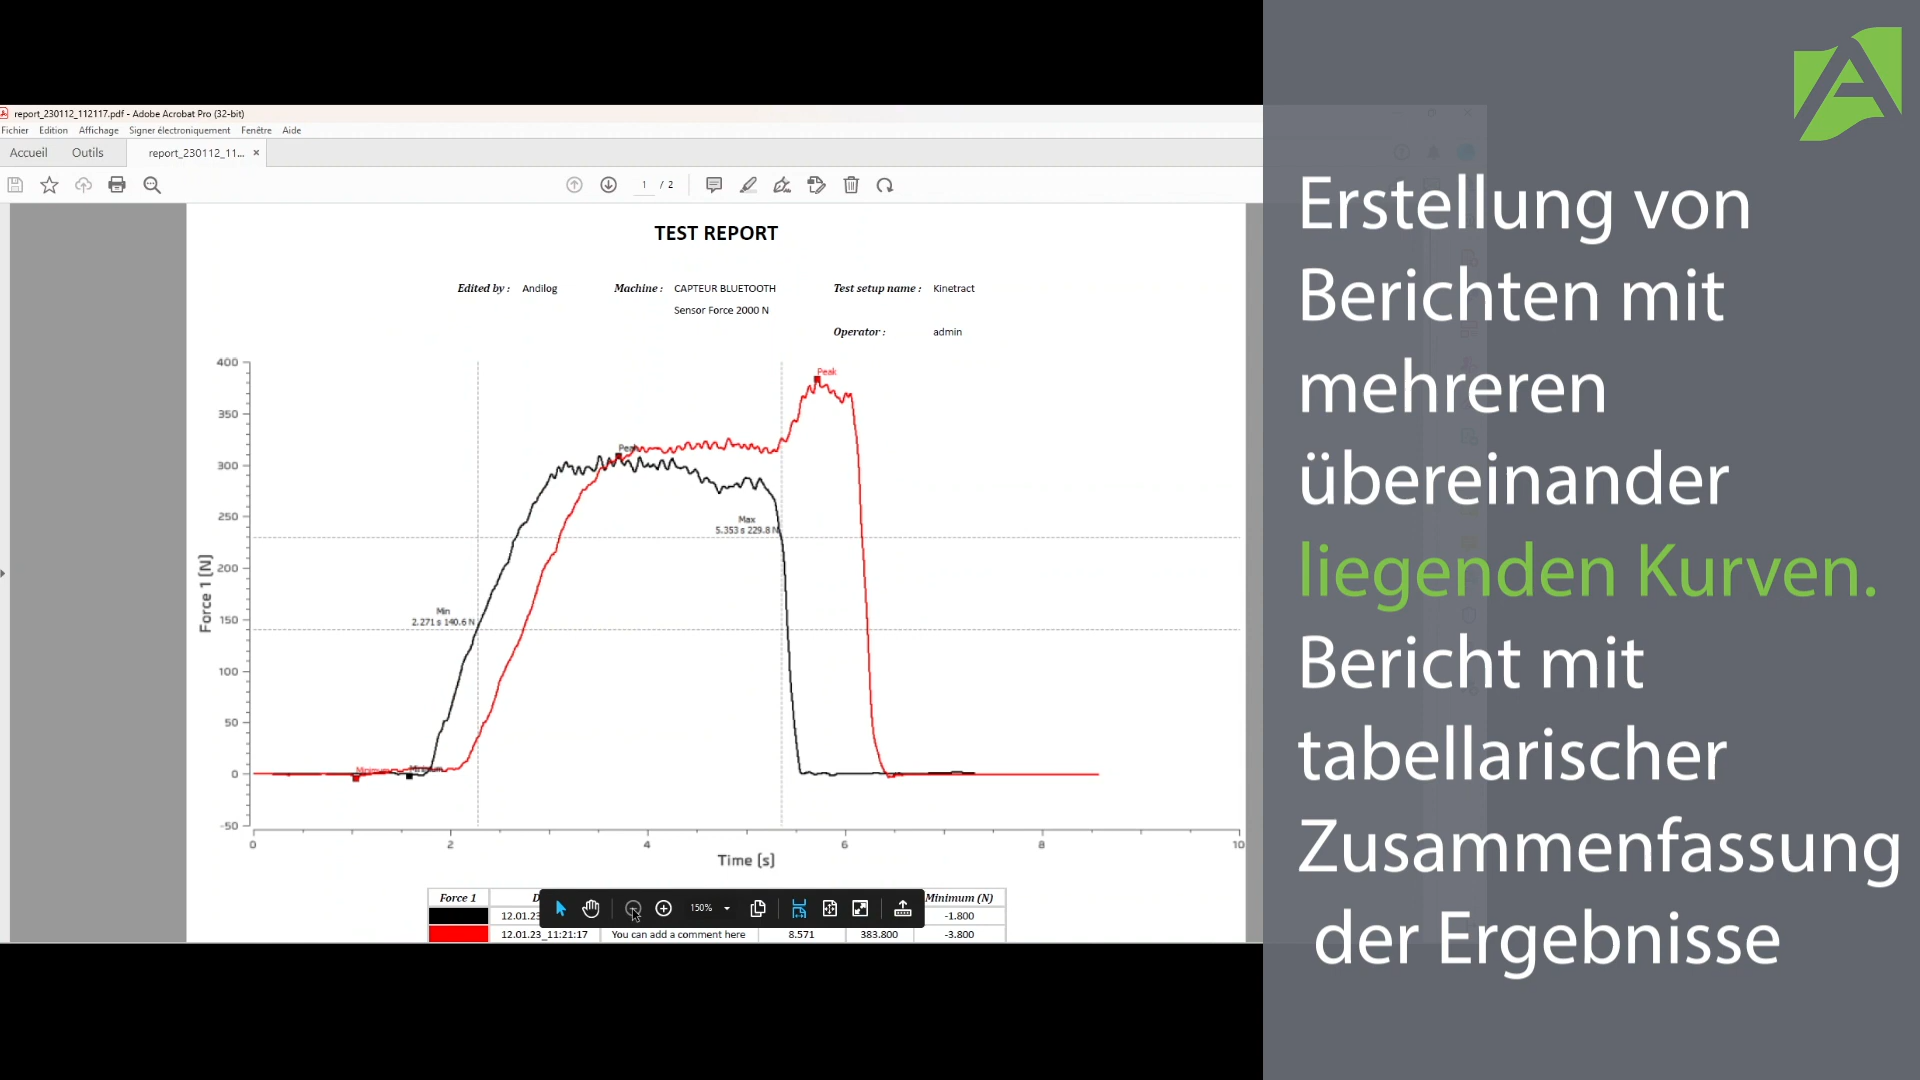 report_230112_112117.pdf - Adobe Acrobat Pro (32-bit)
Fichier Edition Affichage Signer électroniquement Fenêtre Aide
Accueil Outils report_230112_11... ×
1 / 2
TEST REPORT
Edited by : Andilog Machine : CAPTEUR BLUETOOTH Test setup name : Kinetract
Sensor Force 2000 N
Operator : admin
400
350
300
250
200
150
100
50
0
-50
Force 1 [N]
Peak
Peak
Max
5.353 s 229.8 N
Min
2.271 s 140.6 N
Minimum
Minimum
0 2 4 6 8 10
Time [s]
Force 1 Minimum (N)
12.01.23 -1.800
12.01.23_11:21:17 You can add a comment here 8.571 383.800 -3.800
150%
Erstellung von
Berichten mit
mehreren
übereinander
liegenden Kurven.
Bericht mit
tabellarischer
Zusammenfassung
der Ergebnisse